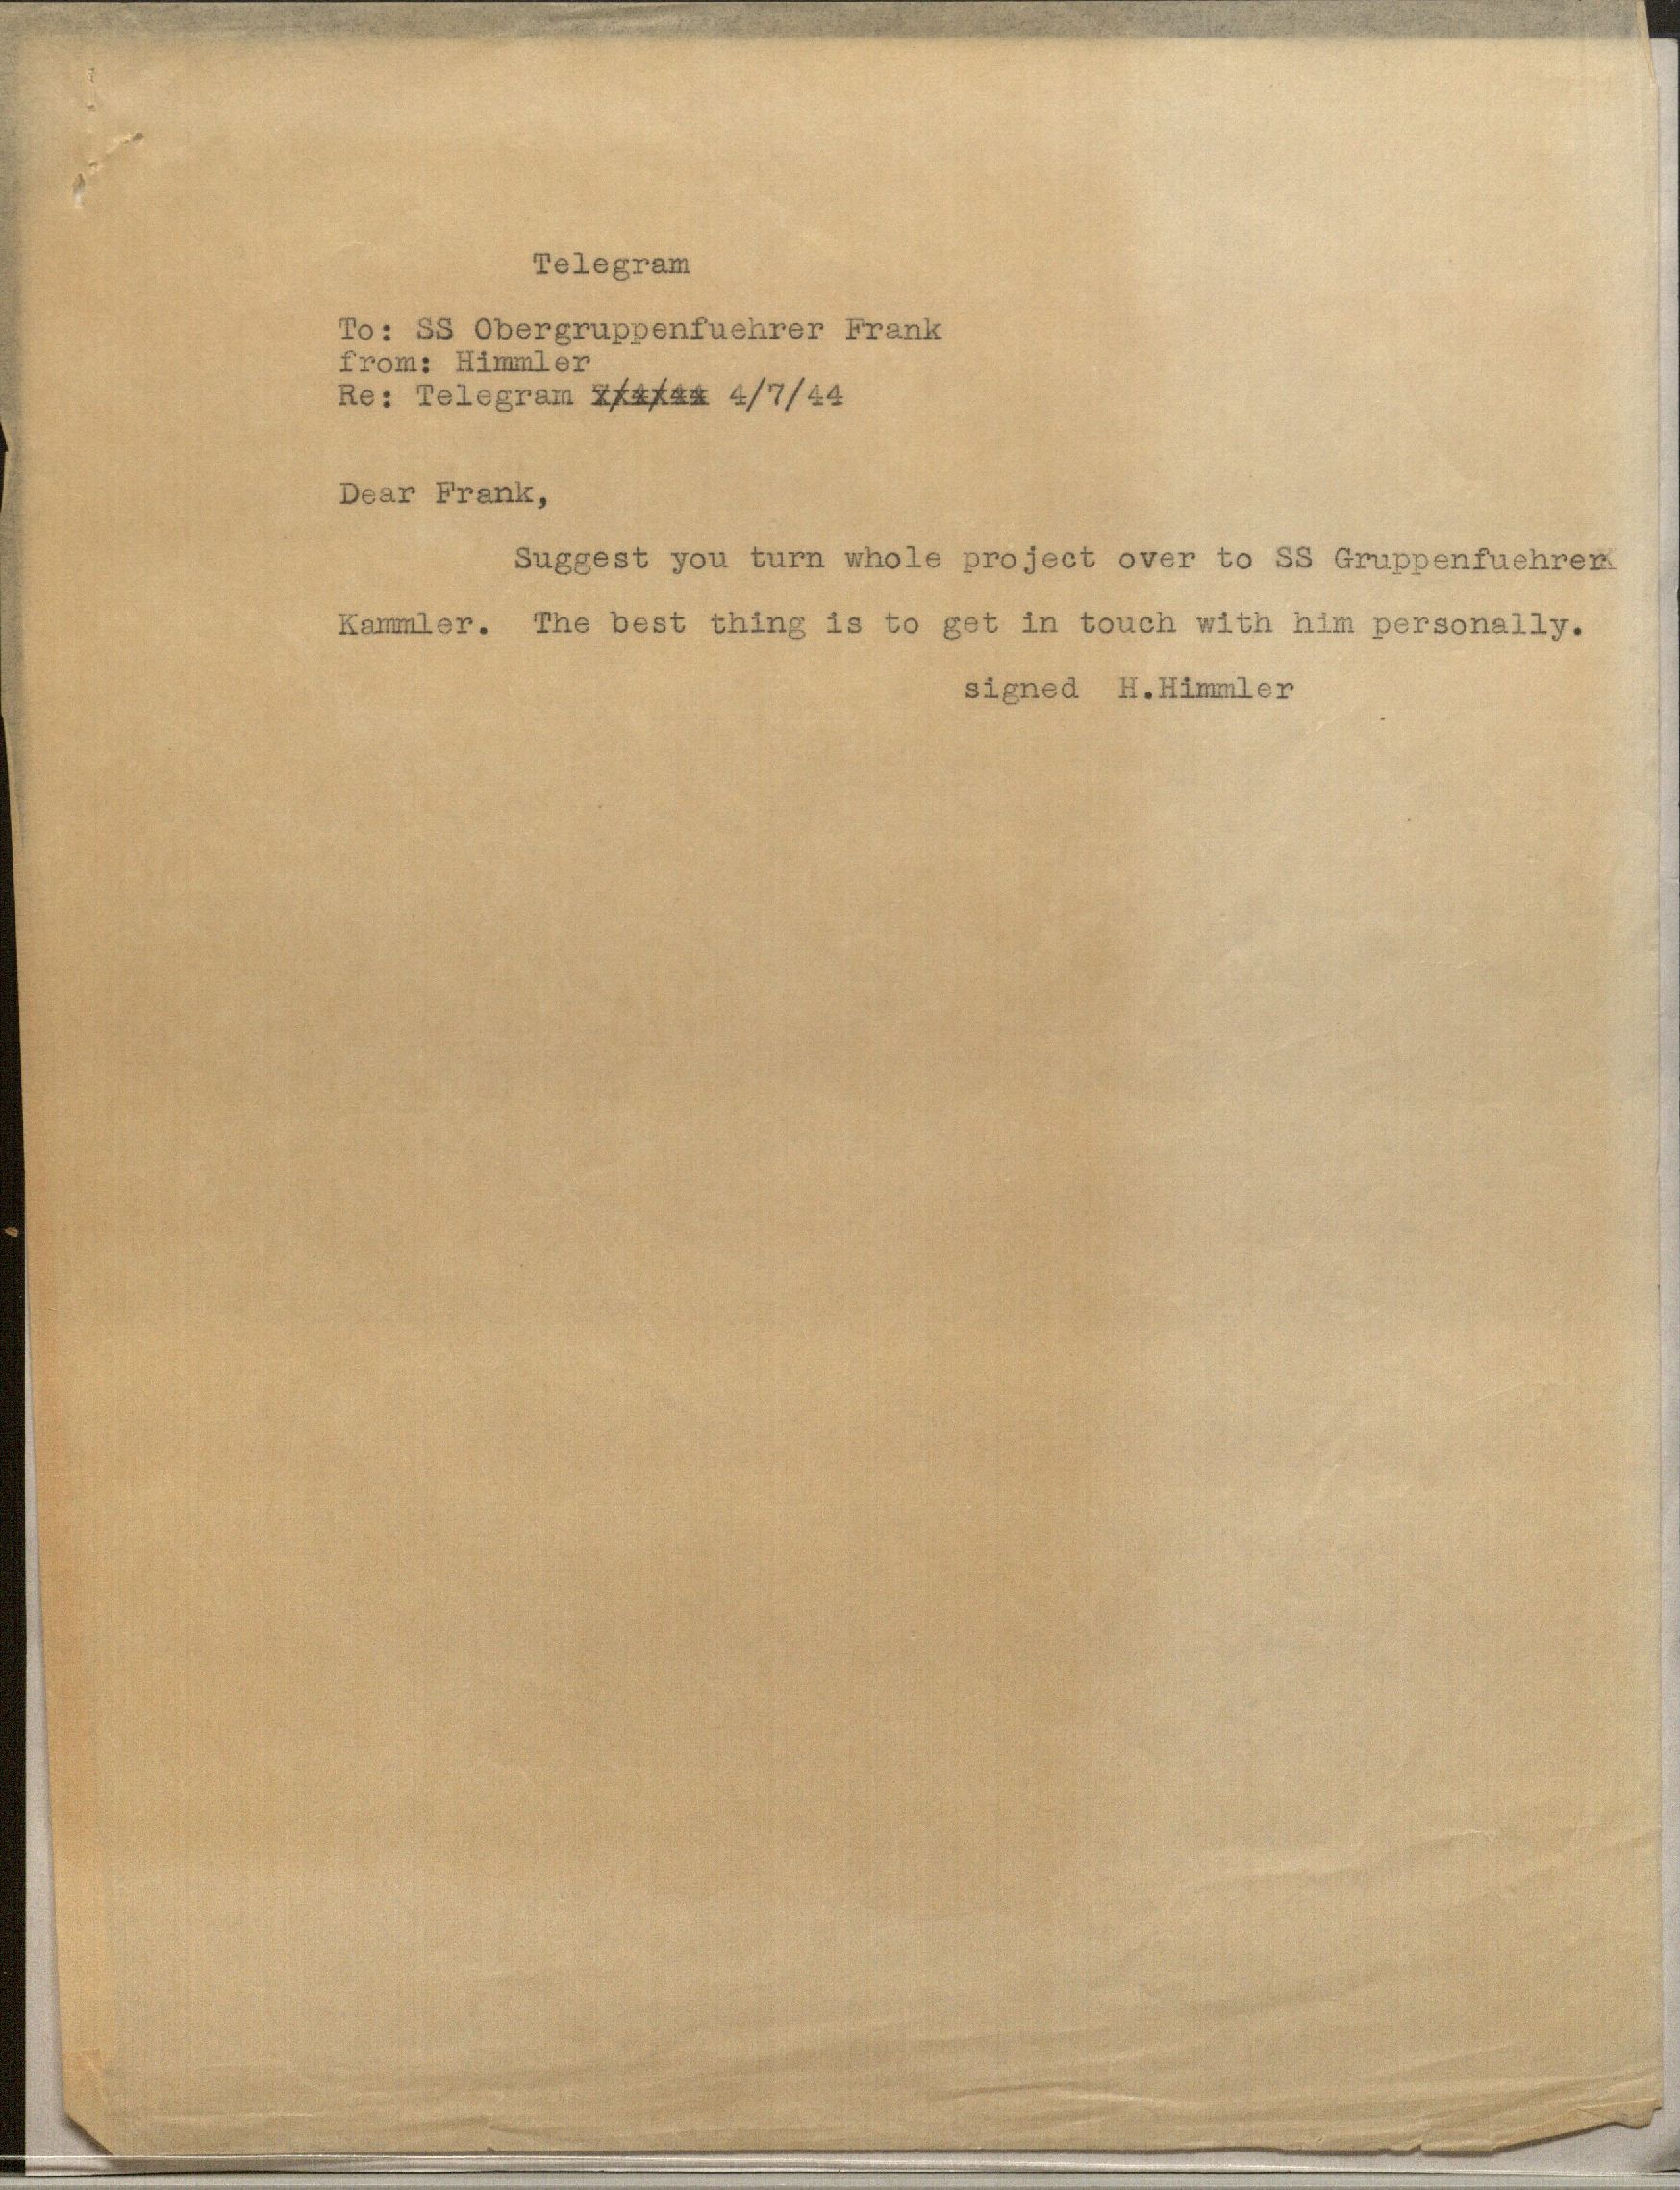 Telegram
To: SS Obergruppenfuehrer Frank
from: Himmler
Re: Telegram 7/4/44 4/7/44
Dear Frank,
Suggest you turn whole project over to SS Gruppenfuehrer
Kammler. The best thing is to get in touch with him personally.
signed H.Himmler